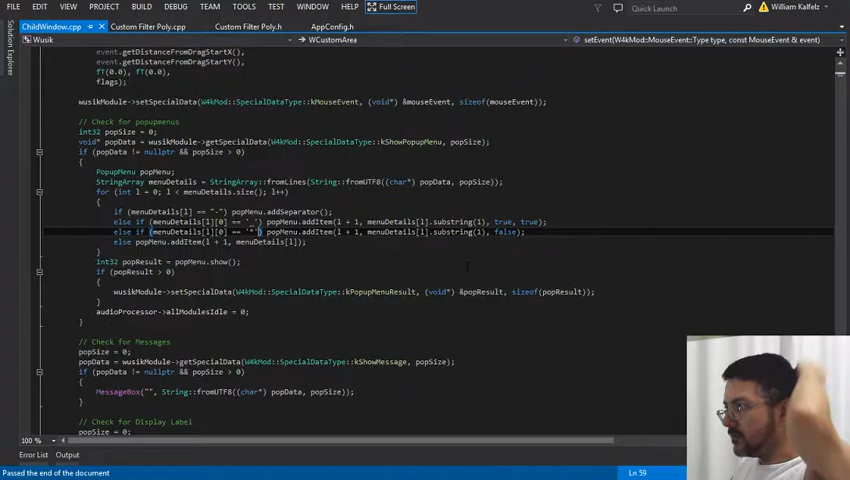 FILE EDIT VIEW PROJECT BUILD DEBUG TEAM TOOLS TEST WINDOW HELP Full Screen Quick Launch William Kalfelz
ChildWindow.cpp Custom Filter Poly.cpp Custom Filter Poly.h AppConfig.h
Solution Explorer
Wusik WCustomArea setEvent(W4kMod::MouseEvent::Type type, const MouseEvent & event)
event.getDistanceFromDragStartX(),
event.getDistanceFromDragStartY(),
fT(0.0), fT(0.0),
flags);
wusikModule->setSpecialData(W4kMod::SpecialDataType::kMouseEvent, (void*) &mouseEvent, sizeof(mouseEvent));
// Check for popupmenus
int32 popSize = 0;
void* popData = wusikModule->getSpecialData(W4kMod::SpecialDataType::kShowPopupMenu, popSize);
if (popData != nullptr && popSize > 0)
{
PopupMenu popMenu;
StringArray menuDetails = StringArray::fromLines(String::fromUTF8((char*) popData, popSize));
for (int l = 0; l < menuDetails.size(); l++)
{
if (menuDetails[l] == "-") popMenu.addSeparator();
else if (menuDetails[l][0] == '_') popMenu.addItem(l + 1, menuDetails[l].substring(1), true, true);
else if (menuDetails[l][0] == '*') popMenu.addItem(l + 1, menuDetails[l].substring(1), false);
else popMenu.addItem(l + 1, menuDetails[l]);
}
int32 popResult = popMenu.show();
if (popResult > 0)
{
wusikModule->setSpecialData(W4kMod::SpecialDataType::kPopupMenuResult, (void*) &popResult, sizeof(popResult));
}
audioProcessor->allModulesIdle = 0;
}
// Check for Messages
popSize = 0;
popData = wusikModule->getSpecialData(W4kMod::SpecialDataType::kShowMessage, popSize);
if (popData != nullptr && popSize > 0)
{
MessageBox("", String::fromUTF8((char*) popData, popSize));
}
// Check for Display Label
popSize = 0;
100 %
Error List Output
Passed the end of the document Ln 59